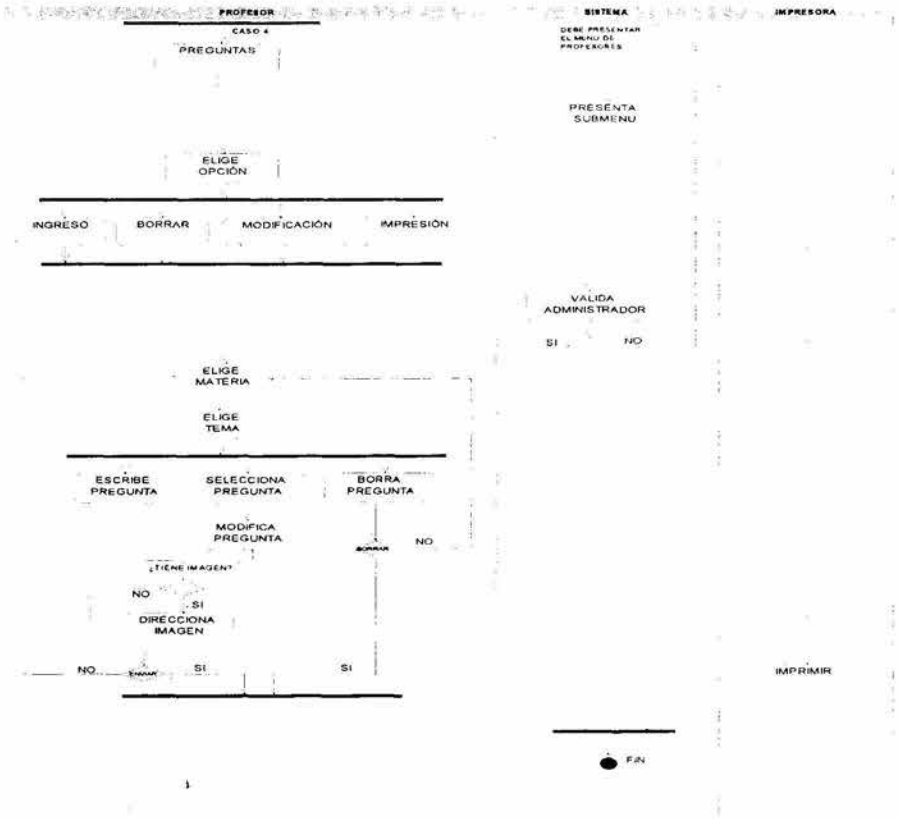 PROFESOR
SISTEMA
IMPRESORA
CASO 4
PREGUNTAS
DEBE PRESENTAR
EL MENU DE
PROFESORES
PRESENTA
SUBMENU
ELIGE
OPCIÓN
INGRESO
BORRAR
MODIFICACIÓN
IMPRESIÓN
VALIDA
ADMINISTRADOR
SI
NO
ELIGE
MATERIA
ELIGE
TEMA
ESCRIBE
PREGUNTA
SELECCIONA
PREGUNTA
BORRA
PREGUNTA
MODIFICA
PREGUNTA
BORRAR
NO
¿TIENE IMAGEN?
NO
SI
DIRECCIONA
IMAGEN
NO
SI
SI
IMPRIMIR
FIN